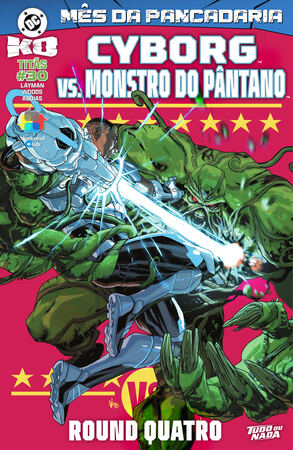 DC
MÊS DA PANCADARIA
KO
TITÃS
#30
LAYMAN
WOODS
ABDIAS
CYBORG
VS. MONSTRO DO PÂNTANO
VS
ROUND QUATRO
TUDO OU
NADA